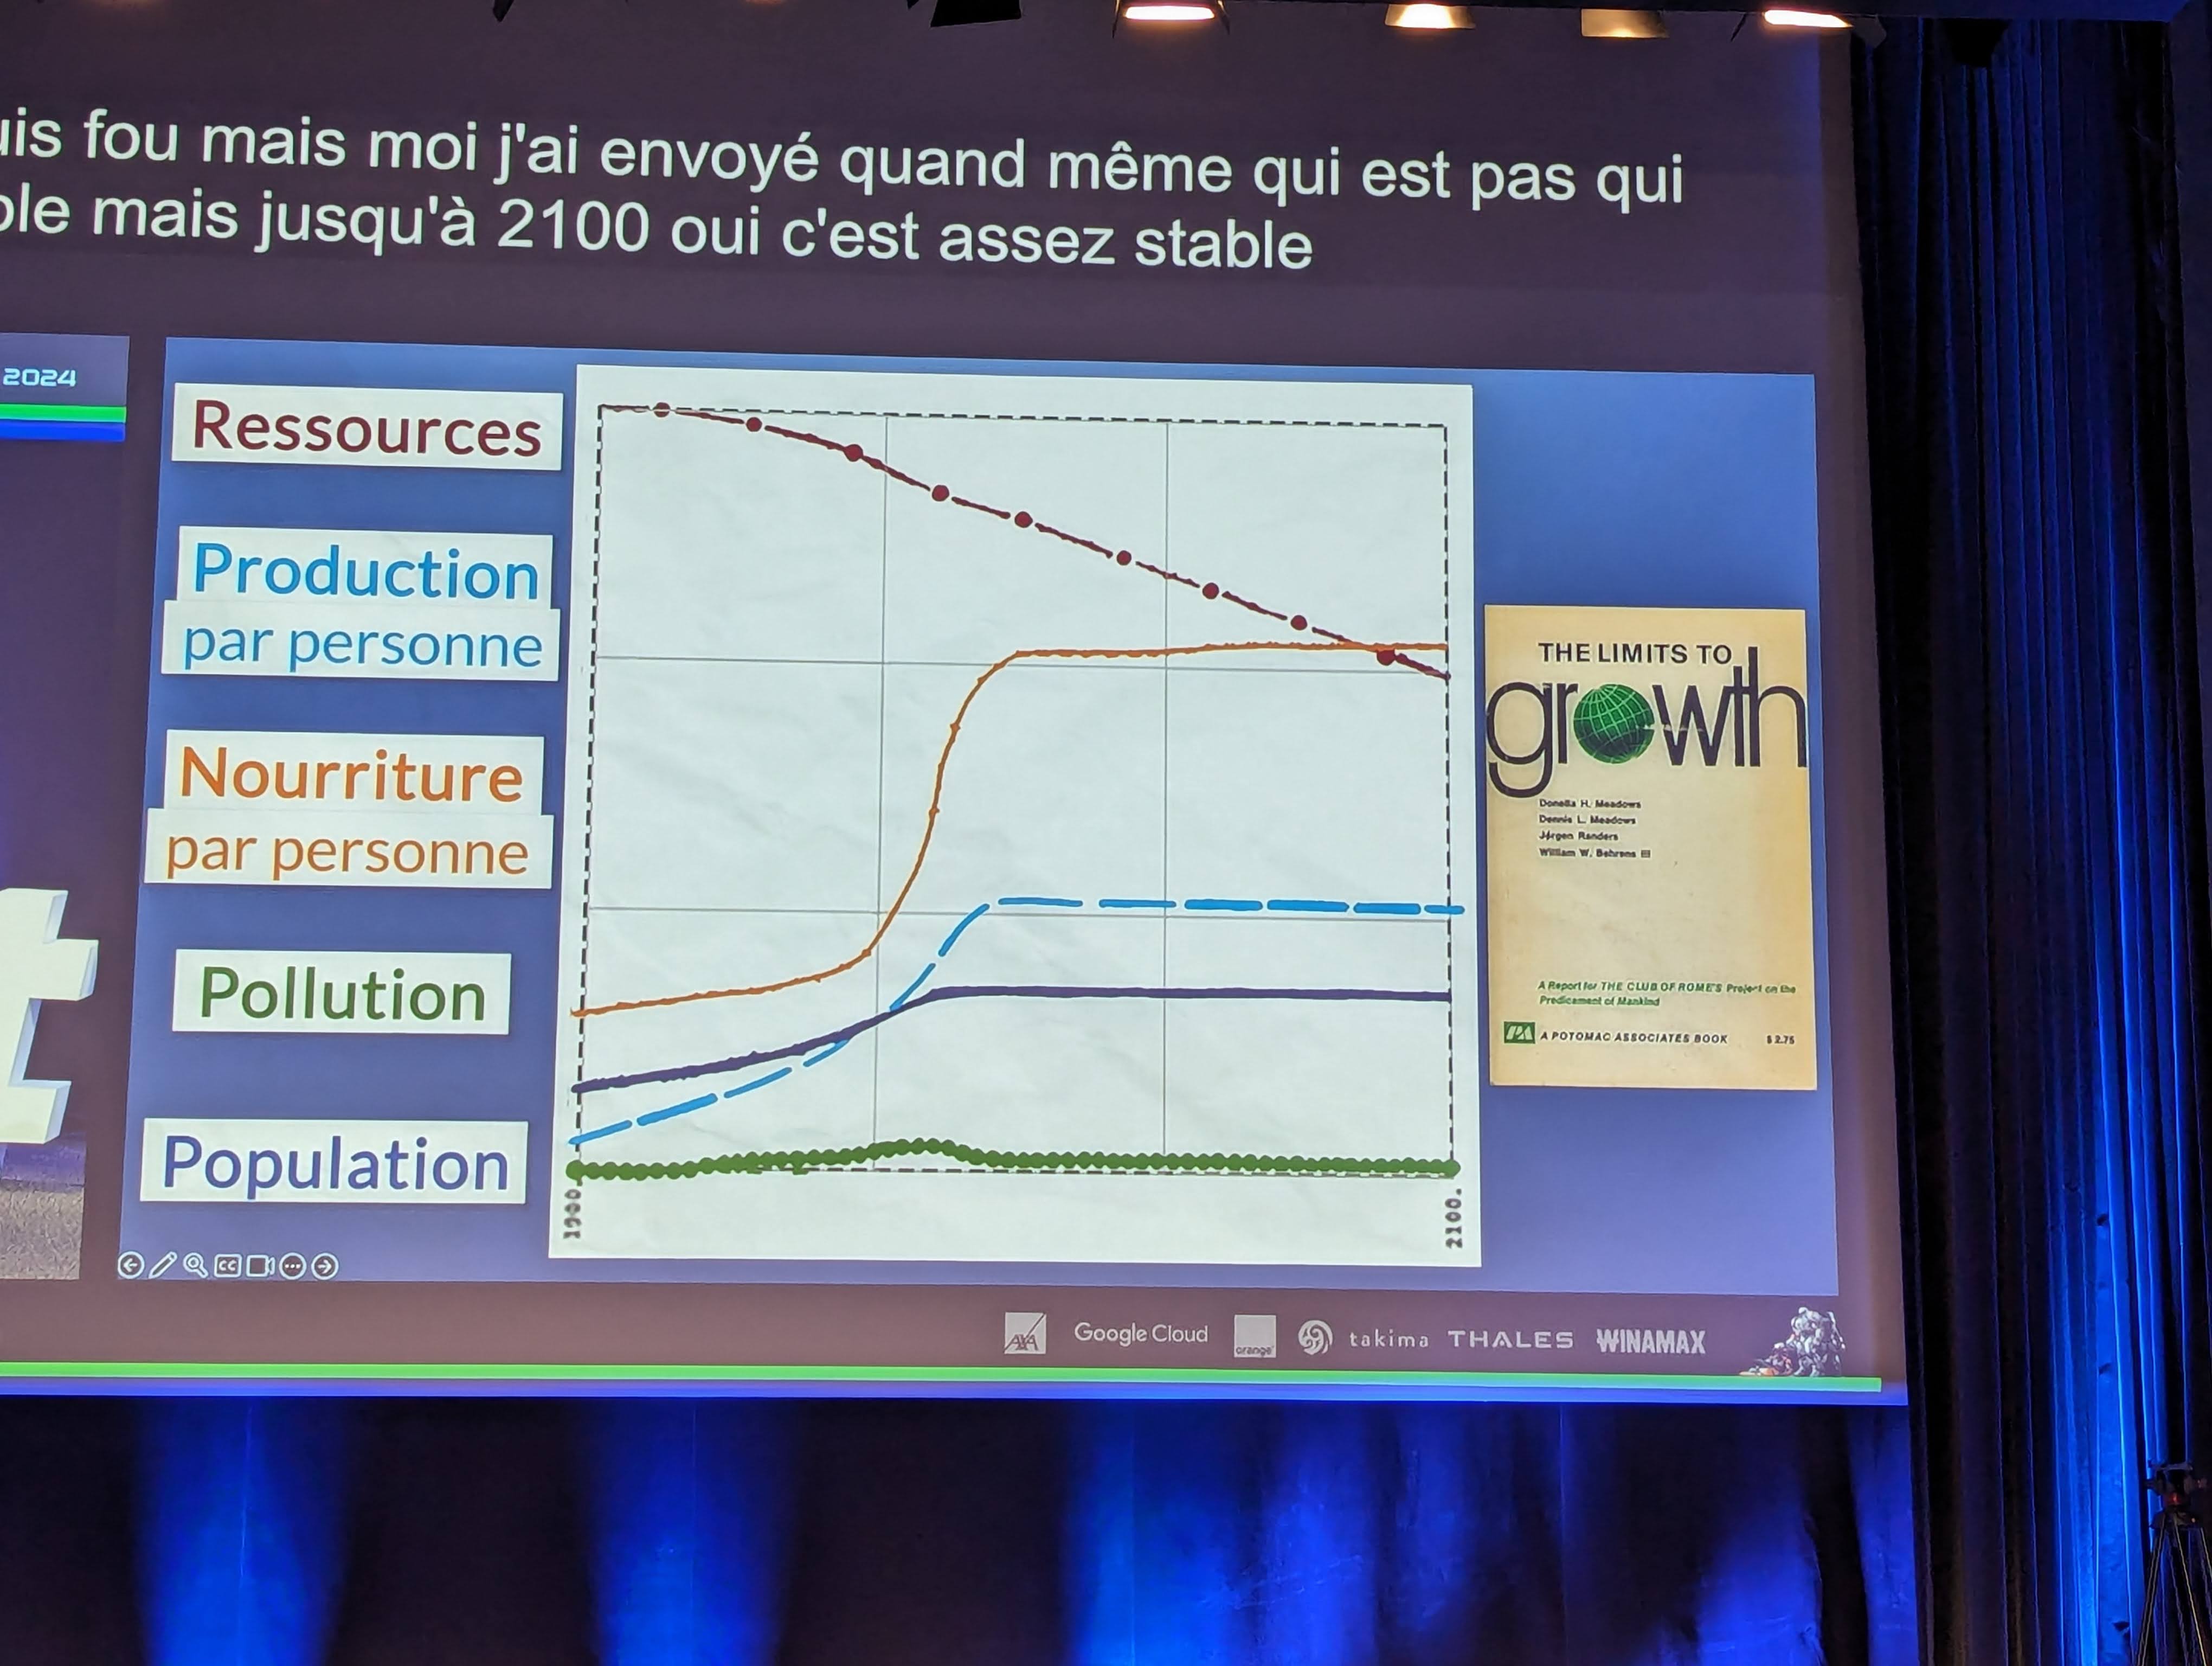 uis fou mais moi j'ai envoyé quand même qui est pas qui
ble mais jusqu'à 2100 oui c'est assez stable
2024
t
Ressources
Production
par personne
Nourriture
par personne
Pollution
Population
1900
2100.
THE LIMITS TO
growth
Donella H. Meadows
Dennis L. Meadows
Jørgen Randers
William W. Behrens III
A Report for THE CLUB OF ROME'S Project on the
Predicament of Mankind
A POTOMAC ASSOCIATES BOOK
$2.75
CC
AXA
Google Cloud
orange
takima
THALES
WINAMAX